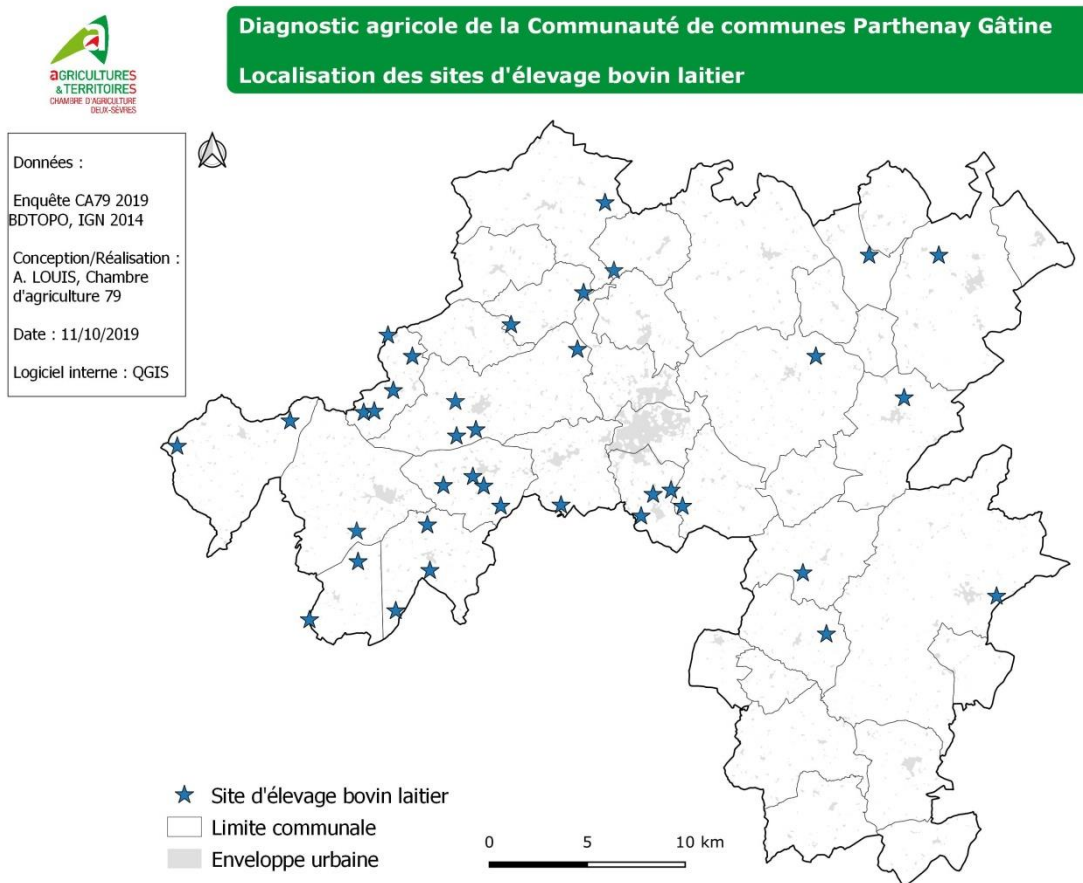 Diagnostic agricole de la Communauté de communes Parthenay Gâtine
Localisation des sites d'élevage bovin laitier
aGRICULTURES
& TERRITOIRES
CHAMBRE D'AGRICULTURE
DEUX-SÈVRES
Données :
Enquête CA79 2019
BDTOPO, IGN 2014
Conception/Réalisation :
A. LOUIS, Chambre
d'agriculture 79
Date : 11/10/2019
Logiciel interne : QGIS
Site d'élevage bovin laitier
Limite communale
Enveloppe urbaine
0 5 10 km